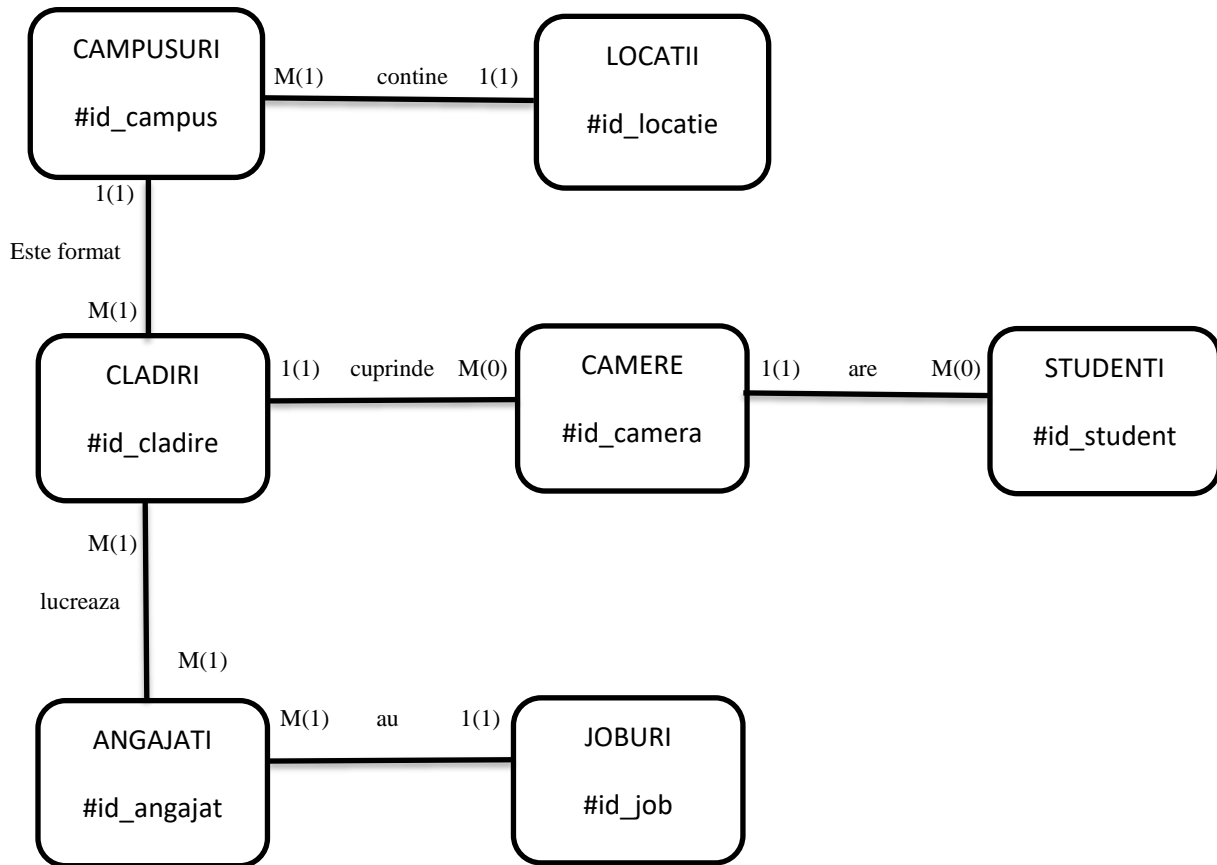 CAMPUSURI
#id_campus
M(1) contine 1(1)
LOCATII
#id_locatie
1(1)
Este format
M(1)
CLADIRI
#id_cladire
1(1) cuprinde M(0)
CAMERE
#id_camera
1(1) are M(0)
STUDENTI
#id_student
M(1)
lucreaza
M(1)
ANGAJATI
#id_angajat
M(1) au 1(1)
JOBURI
#id_job